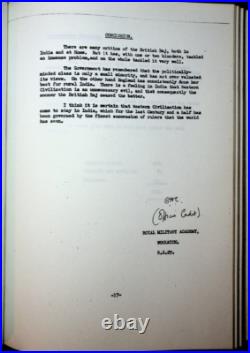 CONCLUSION.
There are many critics of the British Raj, both in
India and at Home. But it has, with one or two blunders, tackled
an immense problem, and on the whole tackled it very well.
The Government has remembered that the politically-
minded class is only a small minority, and has not over valued
its views. On the other hand England has consistently done her
best for rural India. There is a feeling in India that Western
Civilization is an unnecessary evil, and that consequently the
sooner the British Raj ceased the better.
I think it is certain that Western Civilization has
come to stay in India, which for the last Century and a half has
been governed by the finest succession of rulers that the world
has seen.
ROYAL MILITARY ACADEMY,
WOOLWICH,
-17-